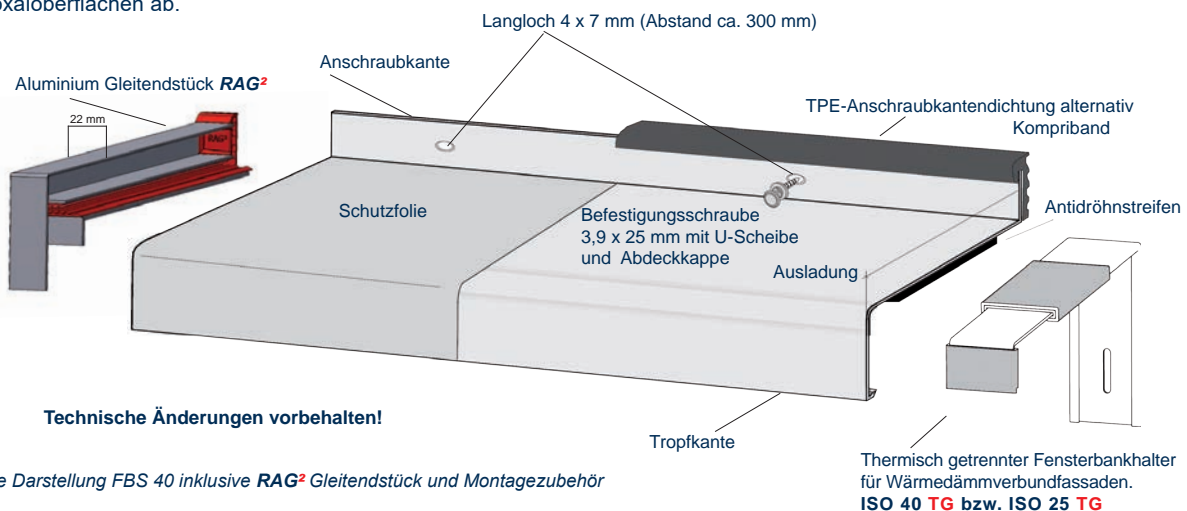 oxaloberflächen ab.
Langloch 4 x 7 mm (Abstand ca. 300 mm)
Anschraubkante
Aluminium Gleitendstück RAG²
22 mm
RAG²
TPE-Anschraubkantendichtung alternativ
Kompriband
Schutzfolie
Befestigungsschraube
3,9 x 25 mm mit U-Scheibe
und Abdeckkappe
Ausladung
Antidröhnstreifen
Technische Änderungen vorbehalten!
Tropfkante
e Darstellung FBS 40 inklusive RAG² Gleitendstück und Montagezubehör
Thermisch getrennter Fensterbankhalter
für Wärmedämmverbundfassaden.
ISO 40 TG bzw. ISO 25 TG